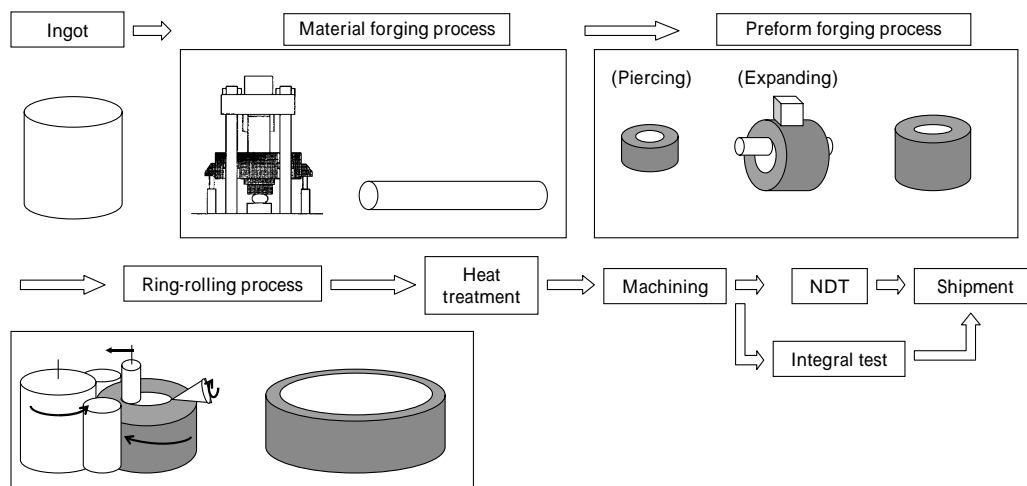 Ingot
Material forging process
Preform forging process
(Piercing)
(Expanding)
Ring-rolling process
Heat
treatment
Machining
NDT
Shipment
Integral test